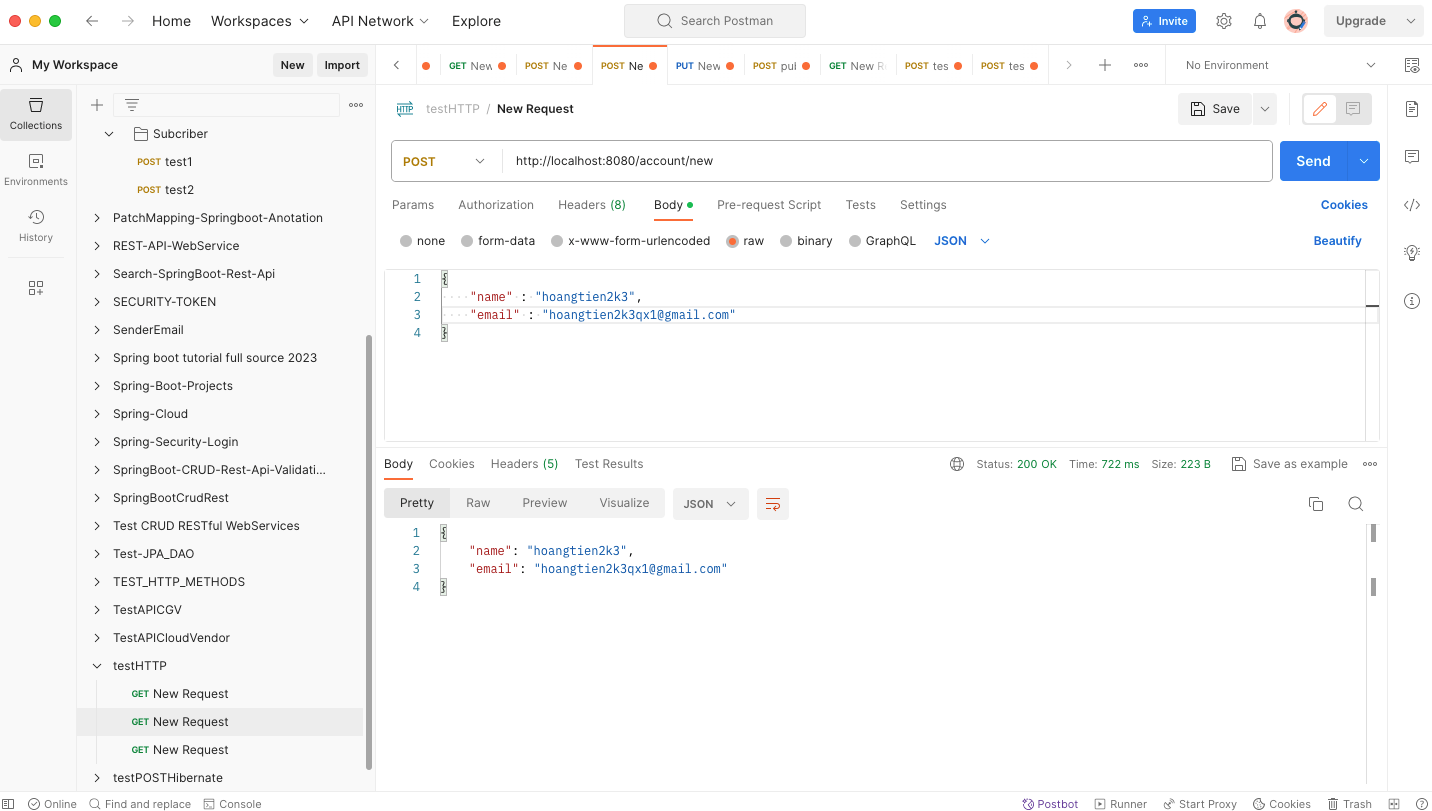 Home Workspaces API Network Explore Search Postman Invite Upgrade
My Workspace New Import GET New POST Ne POST Ne PUT New POST pul GET New R POST tes POST tes No Environment
Collections
Environments
History
Subcriber
POST test1
POST test2
PatchMapping-Springboot-Anotation
REST-API-WebService
Search-SpringBoot-Rest-Api
SECURITY-TOKEN
SenderEmail
Spring boot tutorial full source 2023
Spring-Boot-Projects
Spring-Cloud
Spring-Security-Login
SpringBoot-CRUD-Rest-Api-Validati...
SpringBootCrudRest
Test CRUD RESTful WebServices
Test-JPA_DAO
TEST_HTTP_METHODS
TestAPICGV
TestAPICloudVendor
testHTTP
GET New Request
GET New Request
GET New Request
testPOSTHibernate
HTTP testHTTP / New Request Save
POST http://localhost:8080/account/new Send
Params Authorization Headers (8) Body Pre-request Script Tests Settings Cookies
none form-data x-www-form-urlencoded raw binary GraphQL JSON Beautify
1 {
2 "name" : "hoangtien2k3",
3 "email" : "hoangtien2k3qx1@gmail.com"
4 }
Body Cookies Headers (5) Test Results Status: 200 OK Time: 722 ms Size: 223 B Save as example
Pretty Raw Preview Visualize JSON
1 {
2 "name": "hoangtien2k3",
3 "email": "hoangtien2k3qx1@gmail.com"
4 }
Online Find and replace Console Postbot Runner Start Proxy Cookies Trash